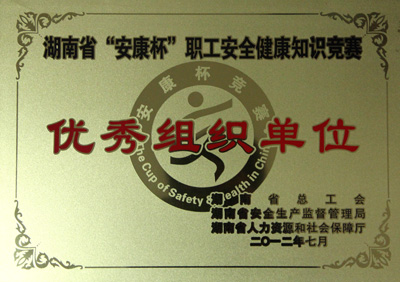 湖南省“安康杯”职工安全健康知识竞赛
安康杯竞赛
优秀组织单位
The Cup of Safety & Health in China
湖南省总工会
湖南省安全生产监督管理局
湖南省人力资源和社会保障厅
二〇一二年七月